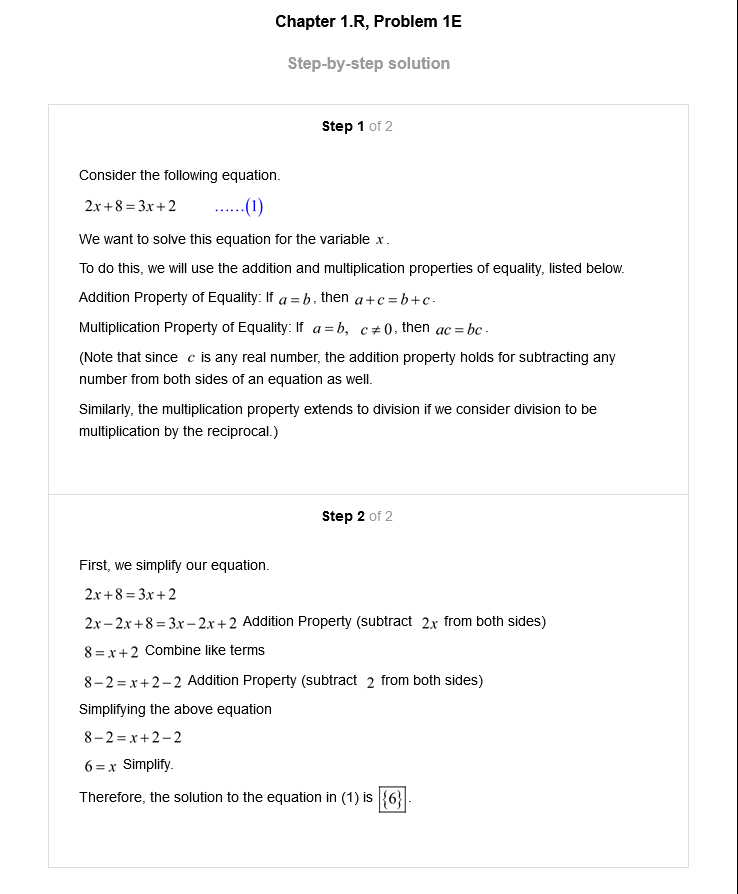 Chapter 1.R, Problem 1E
Step-by-step solution
Step 1 of 2
Consider the following equation.
2x+8=3x+2 ......(1)
We want to solve this equation for the variable x.
To do this, we will use the addition and multiplication properties of equality, listed below.
Addition Property of Equality: If a=b, then a+c=b+c.
Multiplication Property of Equality: If a=b, c≠0, then ac=bc.
(Note that since c is any real number, the addition property holds for subtracting any
number from both sides of an equation as well.
Similarly, the multiplication property extends to division if we consider division to be
multiplication by the reciprocal.)
Step 2 of 2
First, we simplify our equation.
2x+8=3x+2
2x−2x+8=3x−2x+2 Addition Property (subtract 2x from both sides)
8=x+2 Combine like terms
8−2=x+2−2 Addition Property (subtract 2 from both sides)
Simplifying the above equation
8−2=x+2−2
6=x Simplify.
Therefore, the solution to the equation in (1) is {6}.